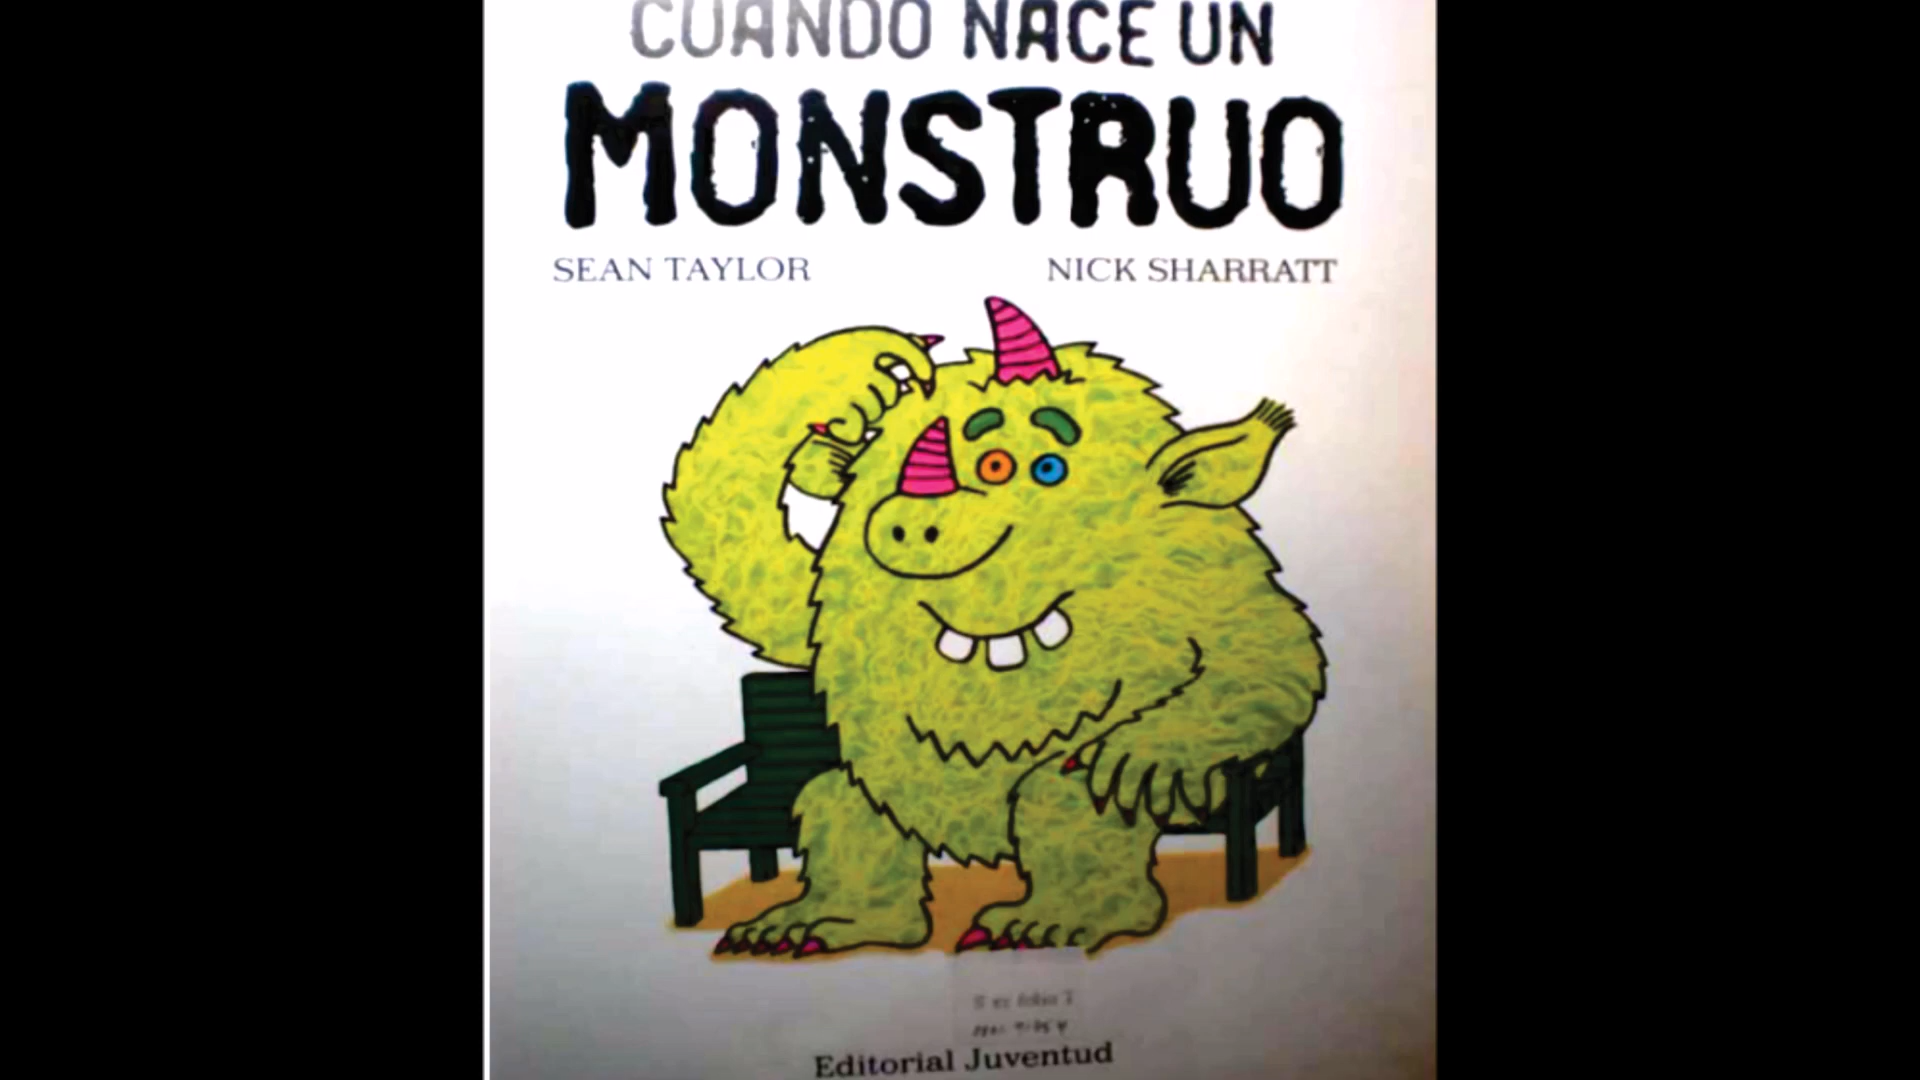 CUANDO NACE UN
MONSTRUO
SEAN TAYLOR NICK SHARRATT
Editorial Juventud